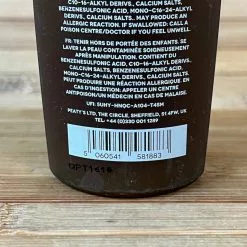 C10-16-ALKYL DERIVS., CALCIUM SALTS,
BENZENESULFONIC ACID, MONO-C16-24-ALKYL
DERIVS., CALCIUM SALTS. MAY PRODUCE AN
ALLERGIC REACTION. IF SWALLOWED: CALL A
POISON CENTRE/DOCTOR IF YOU FEEL UNWELL.
FR: TENIR HORS DE PORTÉE DES ENFANTS. SE
LAVER LA PEAU CONTAMINÉE SOIGNEUSEMENT
APRÈS MANIPULATION. CONTIENT DU
BENZENESULFONIC ACID, C10-16-ALKYL DERIVS.,
CALCIUM SALTS, BENZENESULFONIC ACID,
MONO-C16-24-ALKYL DERIVS., CALCIUM SALTS.
PEUT PRODUIRE UNE RÉACTION ALLERGIQUE EN
CAS D'INGESTION: APPELER UN CENTRE
ANTIPOISON/UN MÉDECIN EN CAS DE MALAISE.
UFI: SUHY-HN0C-A104-T45M
PEATY'S LTD, THE CIRCLE, SHEFFIELD, S1 4FW, UK
TEL: +44 (0)330 001 1289
5 060541 581883